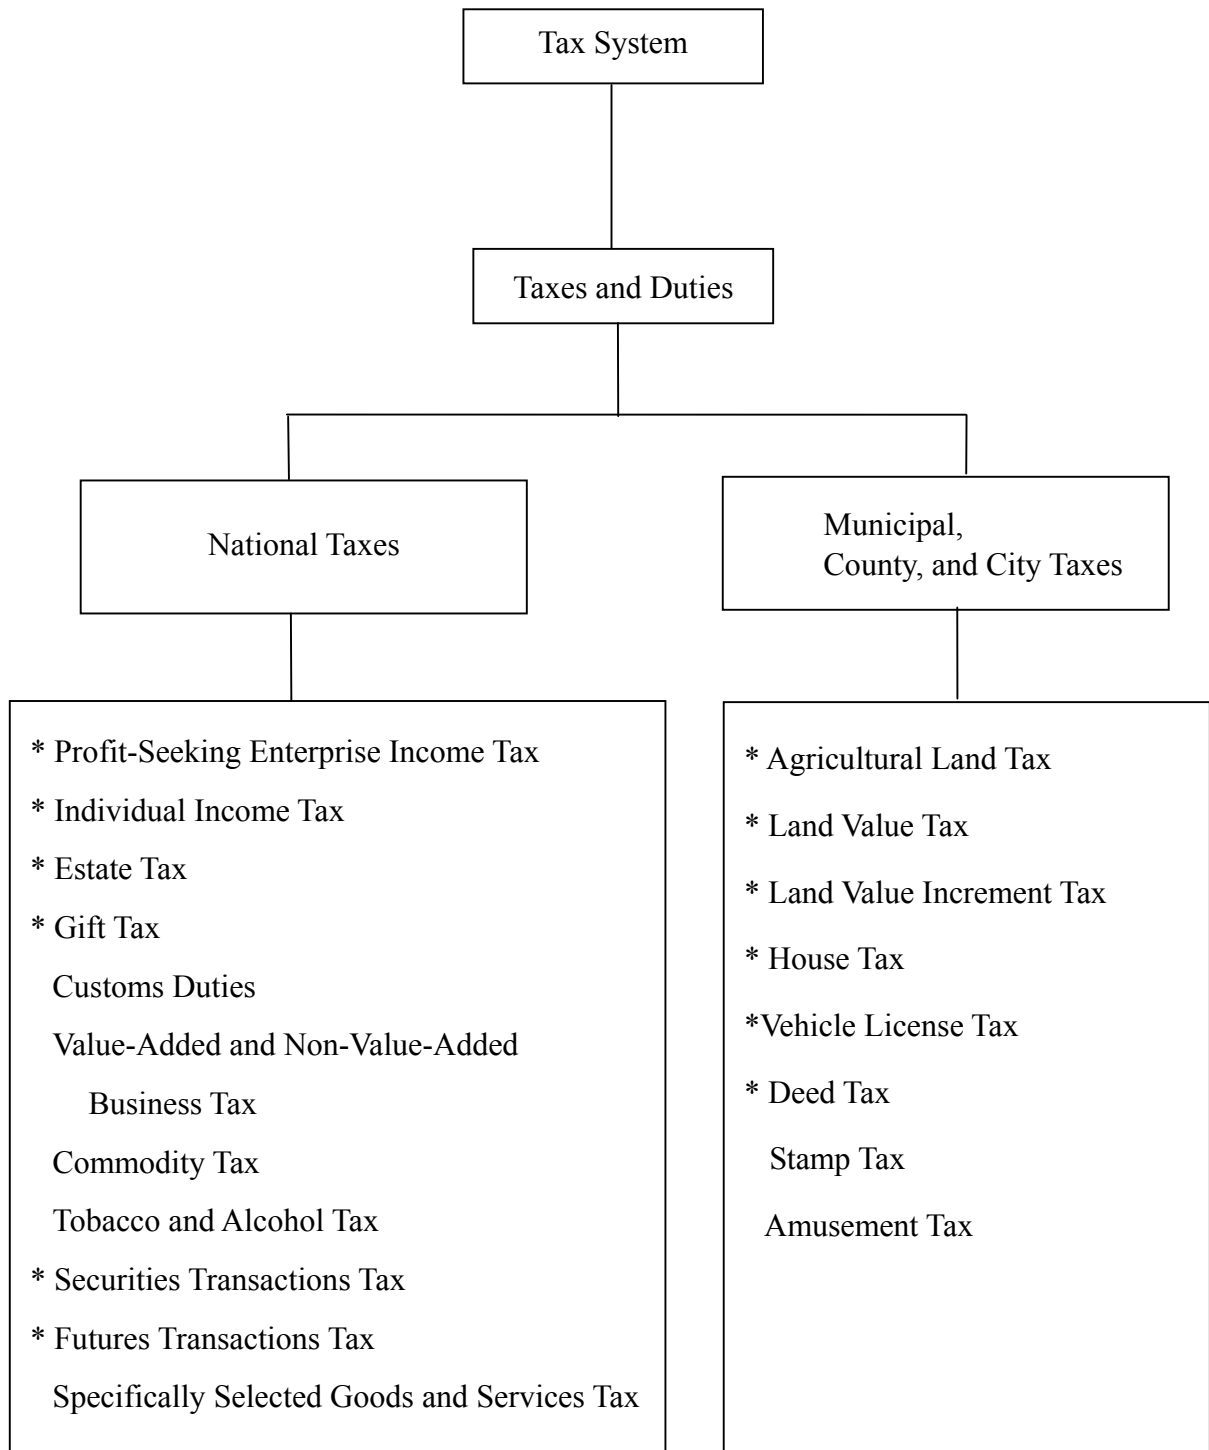 Tax System
Taxes and Duties
National Taxes
Municipal,
County, and City Taxes
* Profit-Seeking Enterprise Income Tax
* Individual Income Tax
* Estate Tax
* Gift Tax
Customs Duties
Value-Added and Non-Value-Added
Business Tax
Commodity Tax
Tobacco and Alcohol Tax
* Securities Transactions Tax
* Futures Transactions Tax
Specifically Selected Goods and Services Tax
* Agricultural Land Tax
* Land Value Tax
* Land Value Increment Tax
* House Tax
*Vehicle License Tax
* Deed Tax
Stamp Tax
Amusement Tax